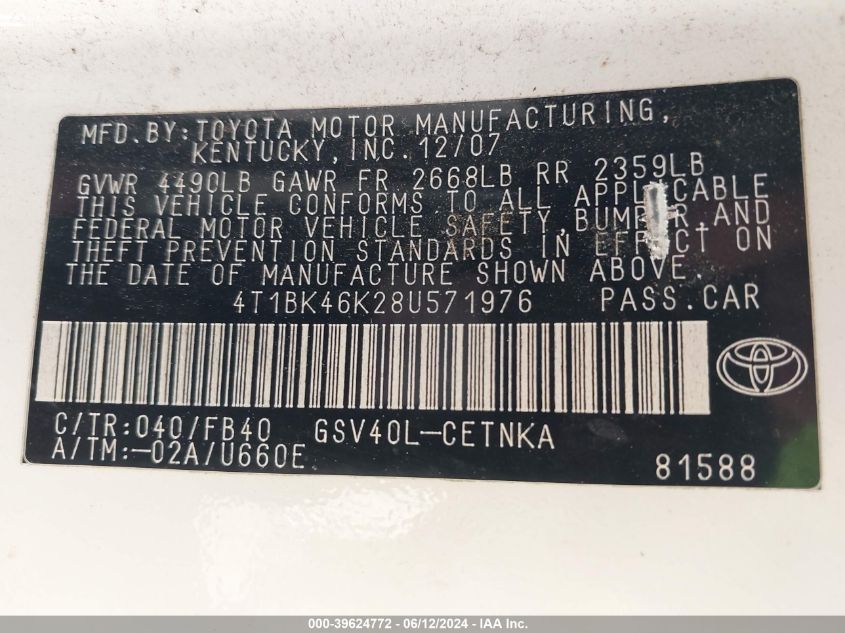 MFD.BY:TOYOTA MOTOR MANUFACTURING,
KENTUCKY,INC.12/07
GVWR 4490LB GAWR FR 2668LB RR 2359LB
THIS VEHICLE CONFORMS TO ALL APPLICABLE
FEDERAL MOTOR VEHICLE SAFETY,BUMPER,AND
THEFT PREVENTION STANDARDS IN EFFECT ON
THE DATE OF MANUFACTURE SHOWN ABOVE.
4T1BK46K28U571976 PASS.CAR
C/TR:040/FB40 GSV40L-CETNKA
A/TM:-02A/U660E 81588
000-39624772 - 06/12/2024 - IAA Inc.